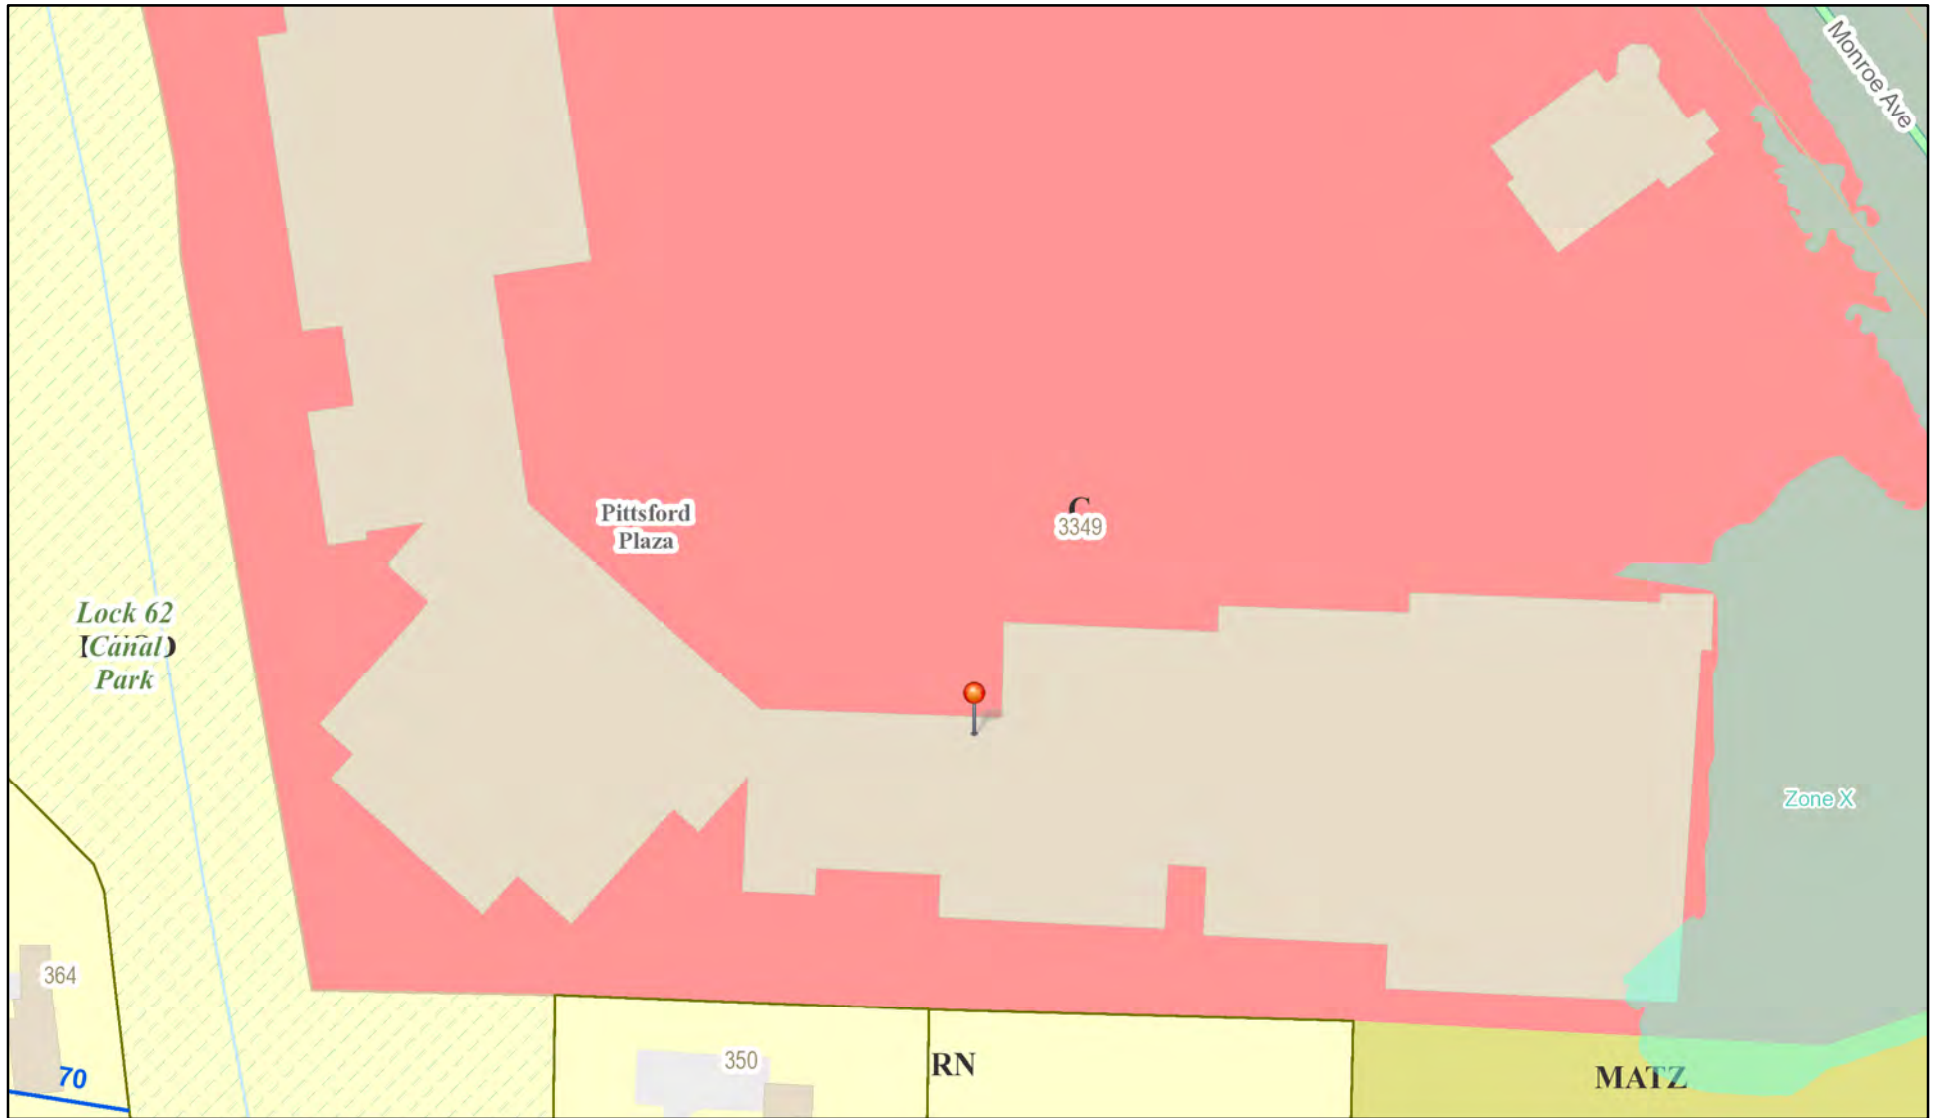 Monroe Ave
Pittsford
Plaza
C
3349
Lock 62
Canal
Park
Zone X
364
350
RN
70
MATZ